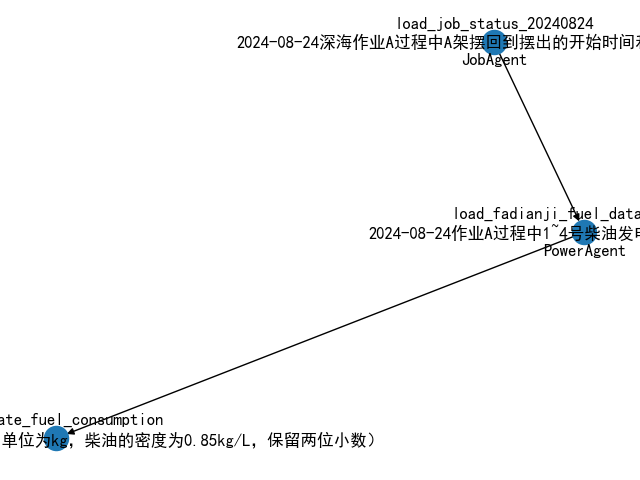 load_job_status_20240824
2024-08-24深海作业A过程中A架摆回到摆出的开始时间和
JobAgent
load_fadianji_fuel_data
2024-08-24作业A过程中1~4号柴油发电
PowerAgent
ate_fuel_consumption
单位为kg，柴油的密度为0.85kg/L，保留两位小数）